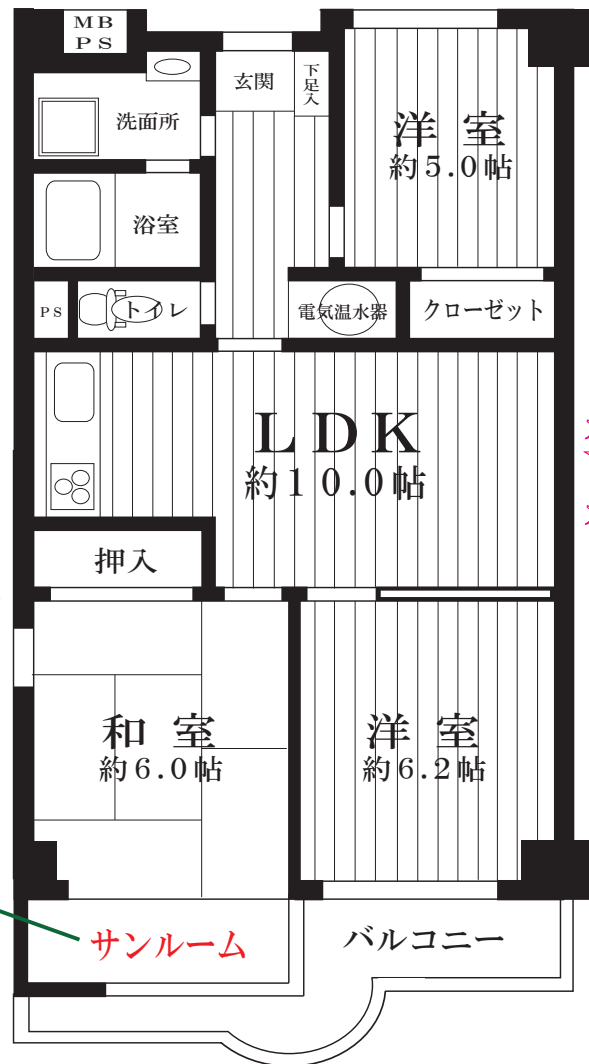 MB
PS
玄関
下足入
洗面所
洋室
約5.0帖
浴室
PS
トイレ
電気温水器
クローゼット
LDK
約10.0帖
押入
和室
約6.0帖
洋室
約6.2帖
サンルーム
バルコニー